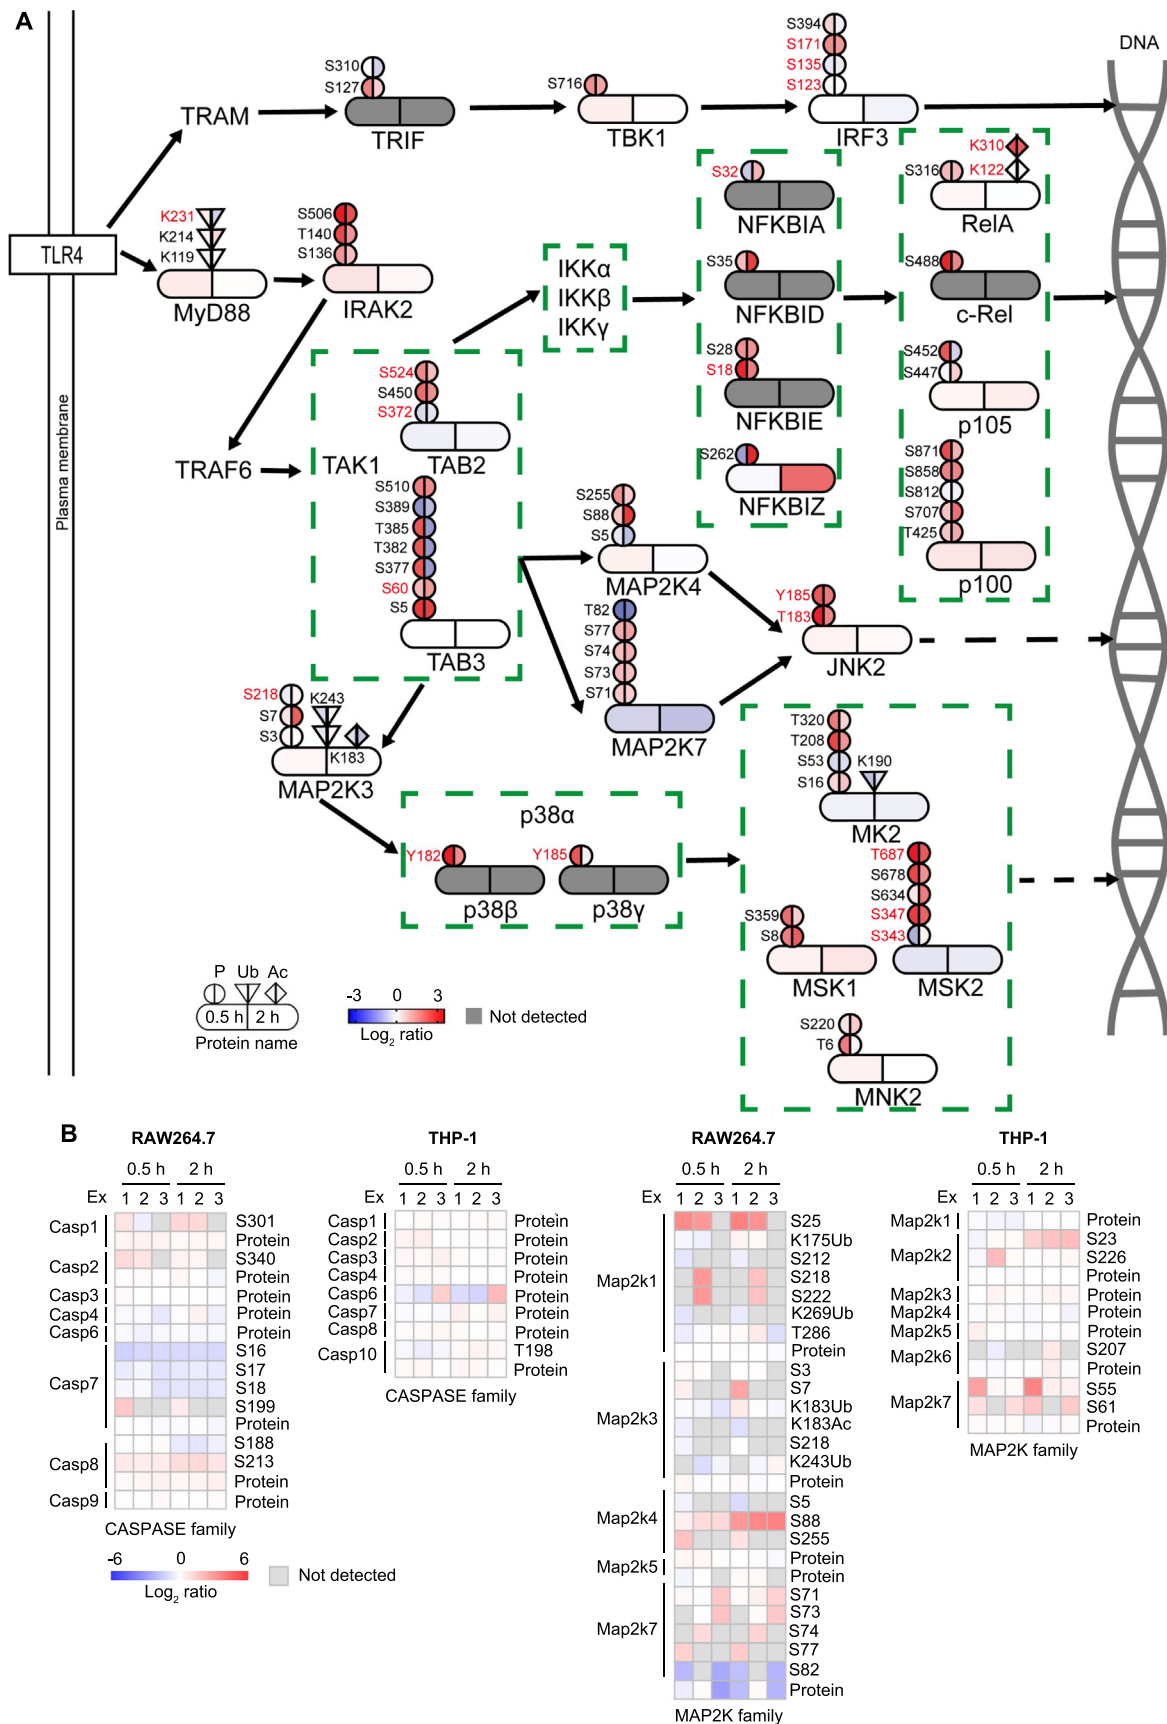 A
DNA
S394
S171
S135
S123
IRF3
S310
S127
TRIF
S716
TBK1
TRAM
K310
K122
S316
RelA
S32
NFKBIA
K231
K214
K119
MyD88
S506
T140
S136
IRAK2
TLR4
IKKα
IKKβ
IKKγ
S35
NFKBID
S488
c-Rel
S28
S18
NFKBIE
S452
S447
p105
S524
S450
S372
TAB2
TRAF6
TAK1
S262
NFKBIZ
S871
S858
S812
S707
T425
p100
S510
S389
T385
T382
S377
S60
S5
TAB3
S255
S88
S5
MAP2K4
Y185
T183
JNK2
T82
S77
S74
S73
S71
MAP2K7
Plasma membrane
S218
S7
S3
K243
K183
MAP2K3
T320
T208
S53
S16
K190
MK2
p38α
Y182
p38β
Y185
p38γ
T687
S678
S634
S347
S343
MSK2
S359
S8
MSK1
S220
T6
MNK2
P Ub Ac
0.5 h 2 h
Protein name
-3 0 3
Log2 ratio
Not detected
B
RAW264.7
0.5 h 2 h
Ex 1 2 3 1 2 3
Casp1
S301
Protein
Casp2
S340
Protein
Casp3
Protein
Casp4
Protein
Casp6
Protein
Casp7
S16
S17
S18
S199
Protein
Casp8
S188
S213
Protein
Casp9
Protein
CASPASE family
-6 0 6
Log2 ratio
Not detected
THP-1
0.5 h 2 h
Ex 1 2 3 1 2 3
Casp1 Protein
Casp2 Protein
Casp3 Protein
Casp4 Protein
Casp6 Protein
Casp7 Protein
Casp8 Protein
Casp10
T198
Protein
CASPASE family
RAW264.7
0.5 h 2 h
Ex 1 2 3 1 2 3
Map2k1
S25
K175Ub
S212
S218
S222
K269Ub
T286
Protein
Map2k3
S3
S7
K183Ub
K183Ac
S218
K243Ub
Protein
Map2k4
S5
S88
S255
Protein
Map2k5
Protein
Map2k7
S71
S73
S74
S77
S82
Protein
MAP2K family
THP-1
0.5 h 2 h
Ex 1 2 3 1 2 3
Map2k1 Protein
Map2k2
S23
S226
Protein
Map2k3 Protein
Map2k4 Protein
Map2k5 Protein
Map2k6
S207
Protein
Map2k7
S55
S61
Protein
MAP2K family